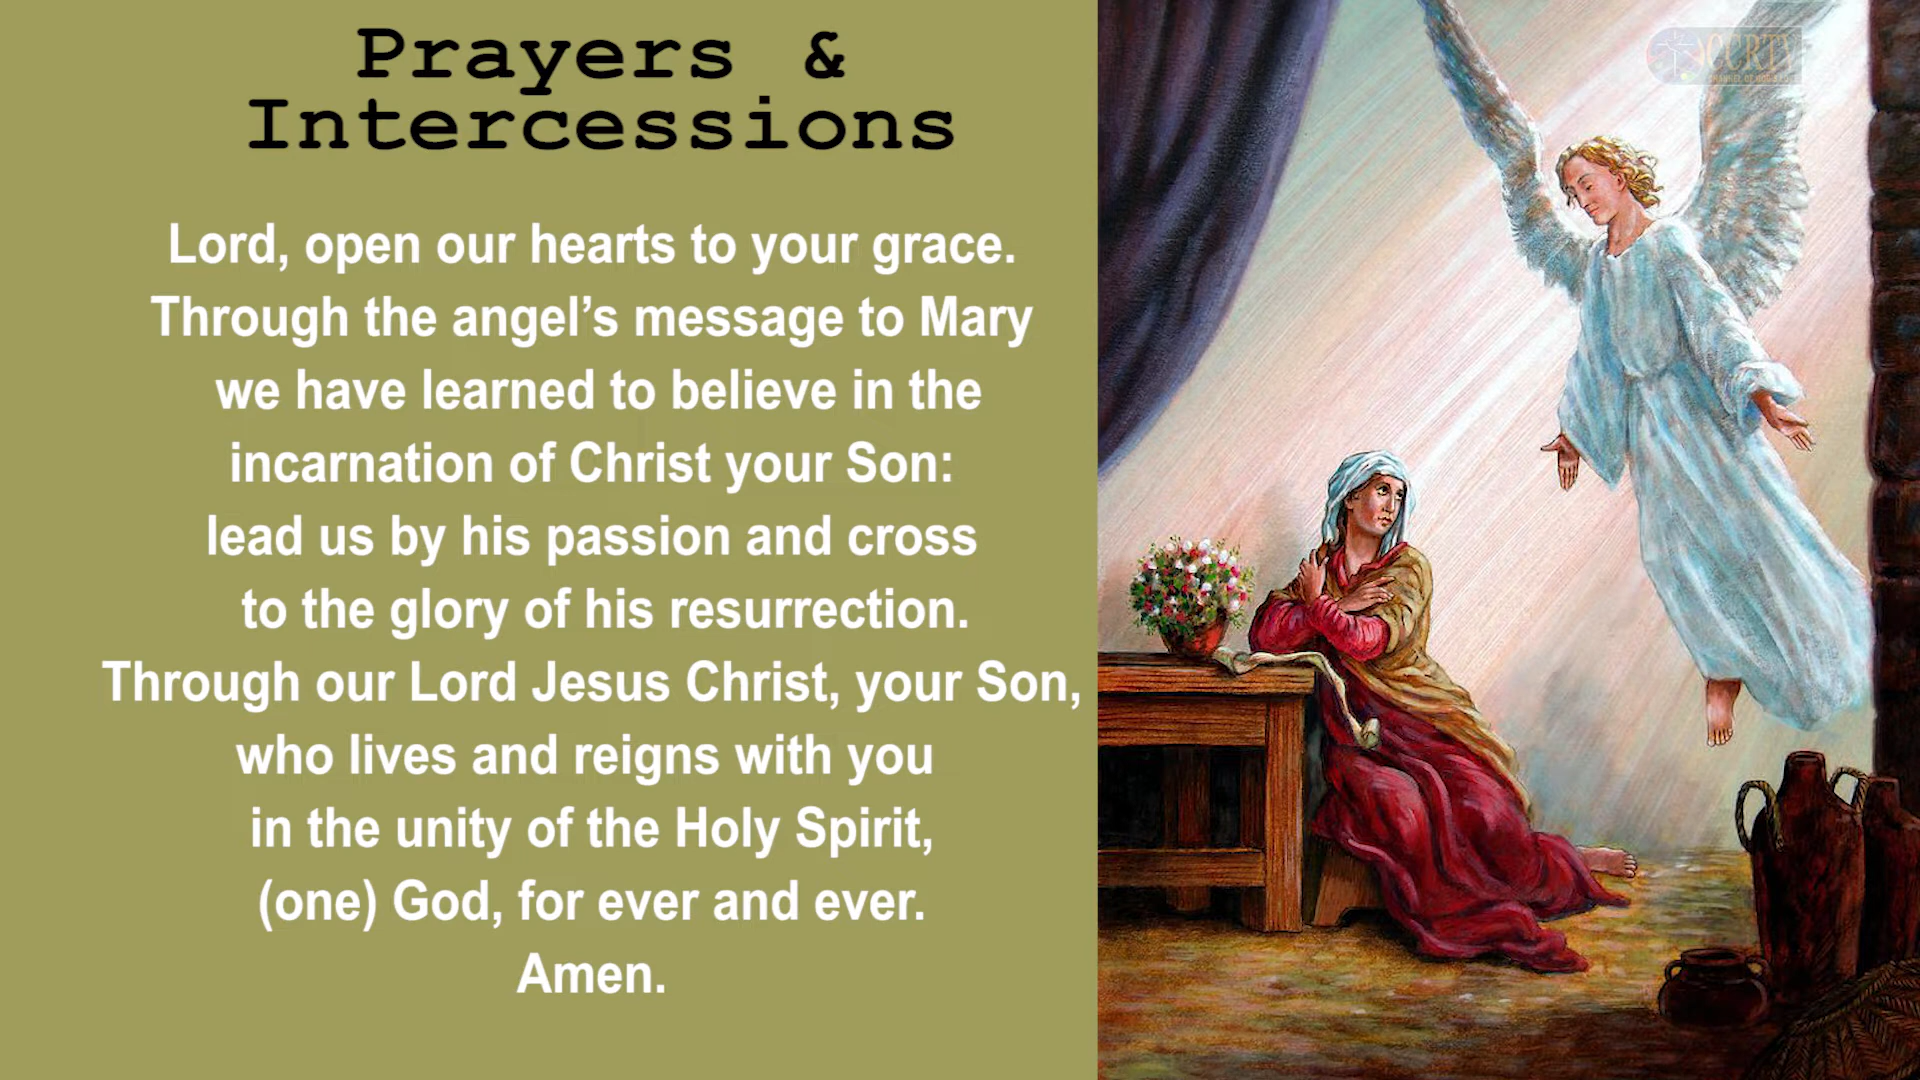 Prayers &
Intercessions
Lord, open our hearts to your grace.
Through the angel’s message to Mary
we have learned to believe in the
incarnation of Christ your Son:
lead us by his passion and cross
to the glory of his resurrection.
Through our Lord Jesus Christ, your Son,
who lives and reigns with you
in the unity of the Holy Spirit,
(one) God, for ever and ever.
Amen.
CCRTV